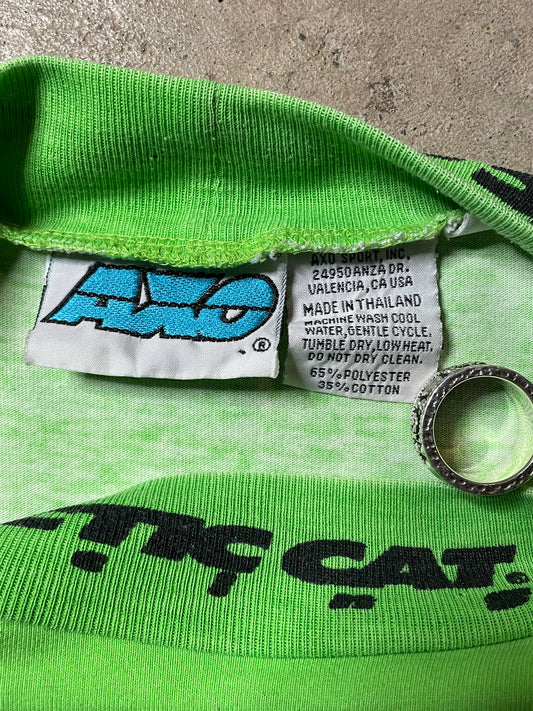 AXO
®
AXO SPORT, INC.
24950 ANZA DR.
VALENCIA, CA USA
MADE IN THAILAND
MACHINE WASH COOL
WATER, GENTLE CYCLE.
TUMBLE DRY, LOW HEAT.
DO NOT DRY CLEAN.
65% POLYESTER
35% COTTON
TIC CAT